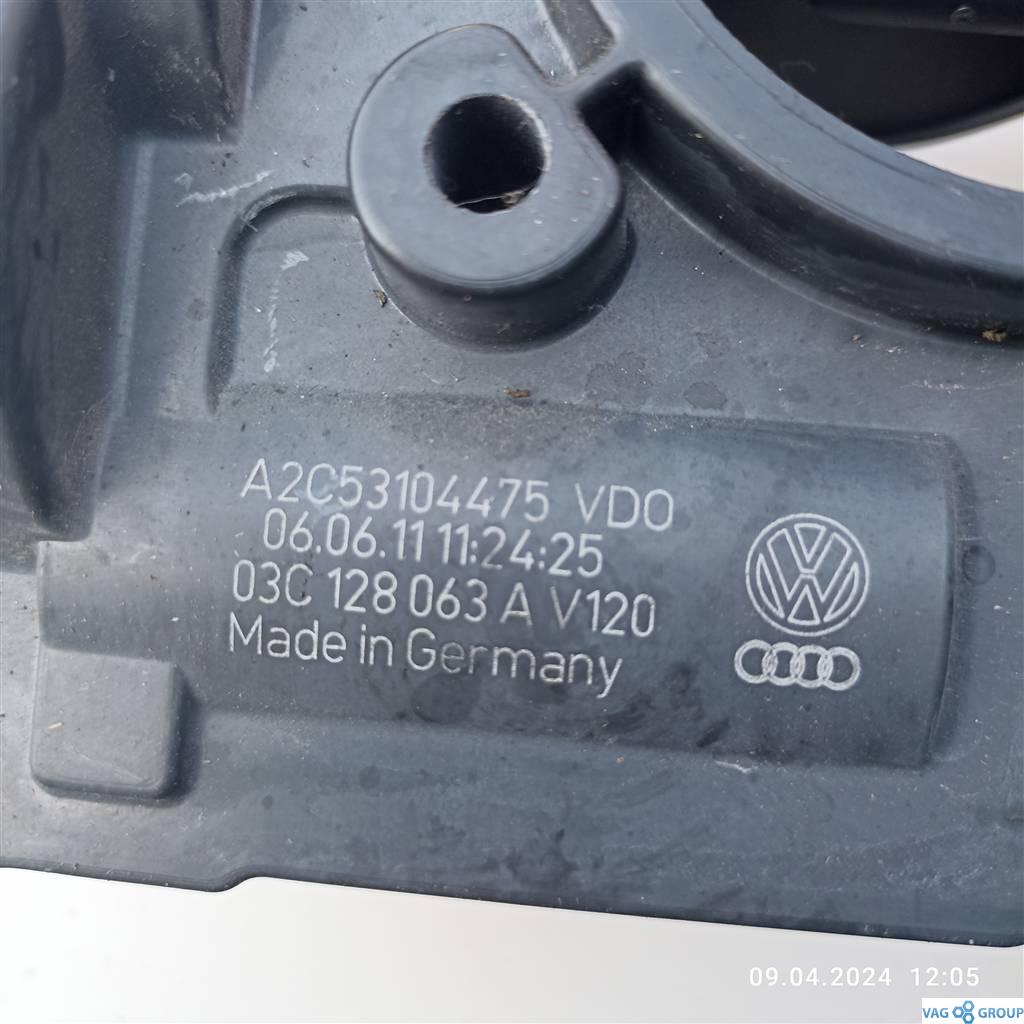 A2C53104475 VDO
06.06.11 11:24:25
03C 128 063 A V120
Made in Germany
VW
09.04.2024 12:05
VAG GROUP